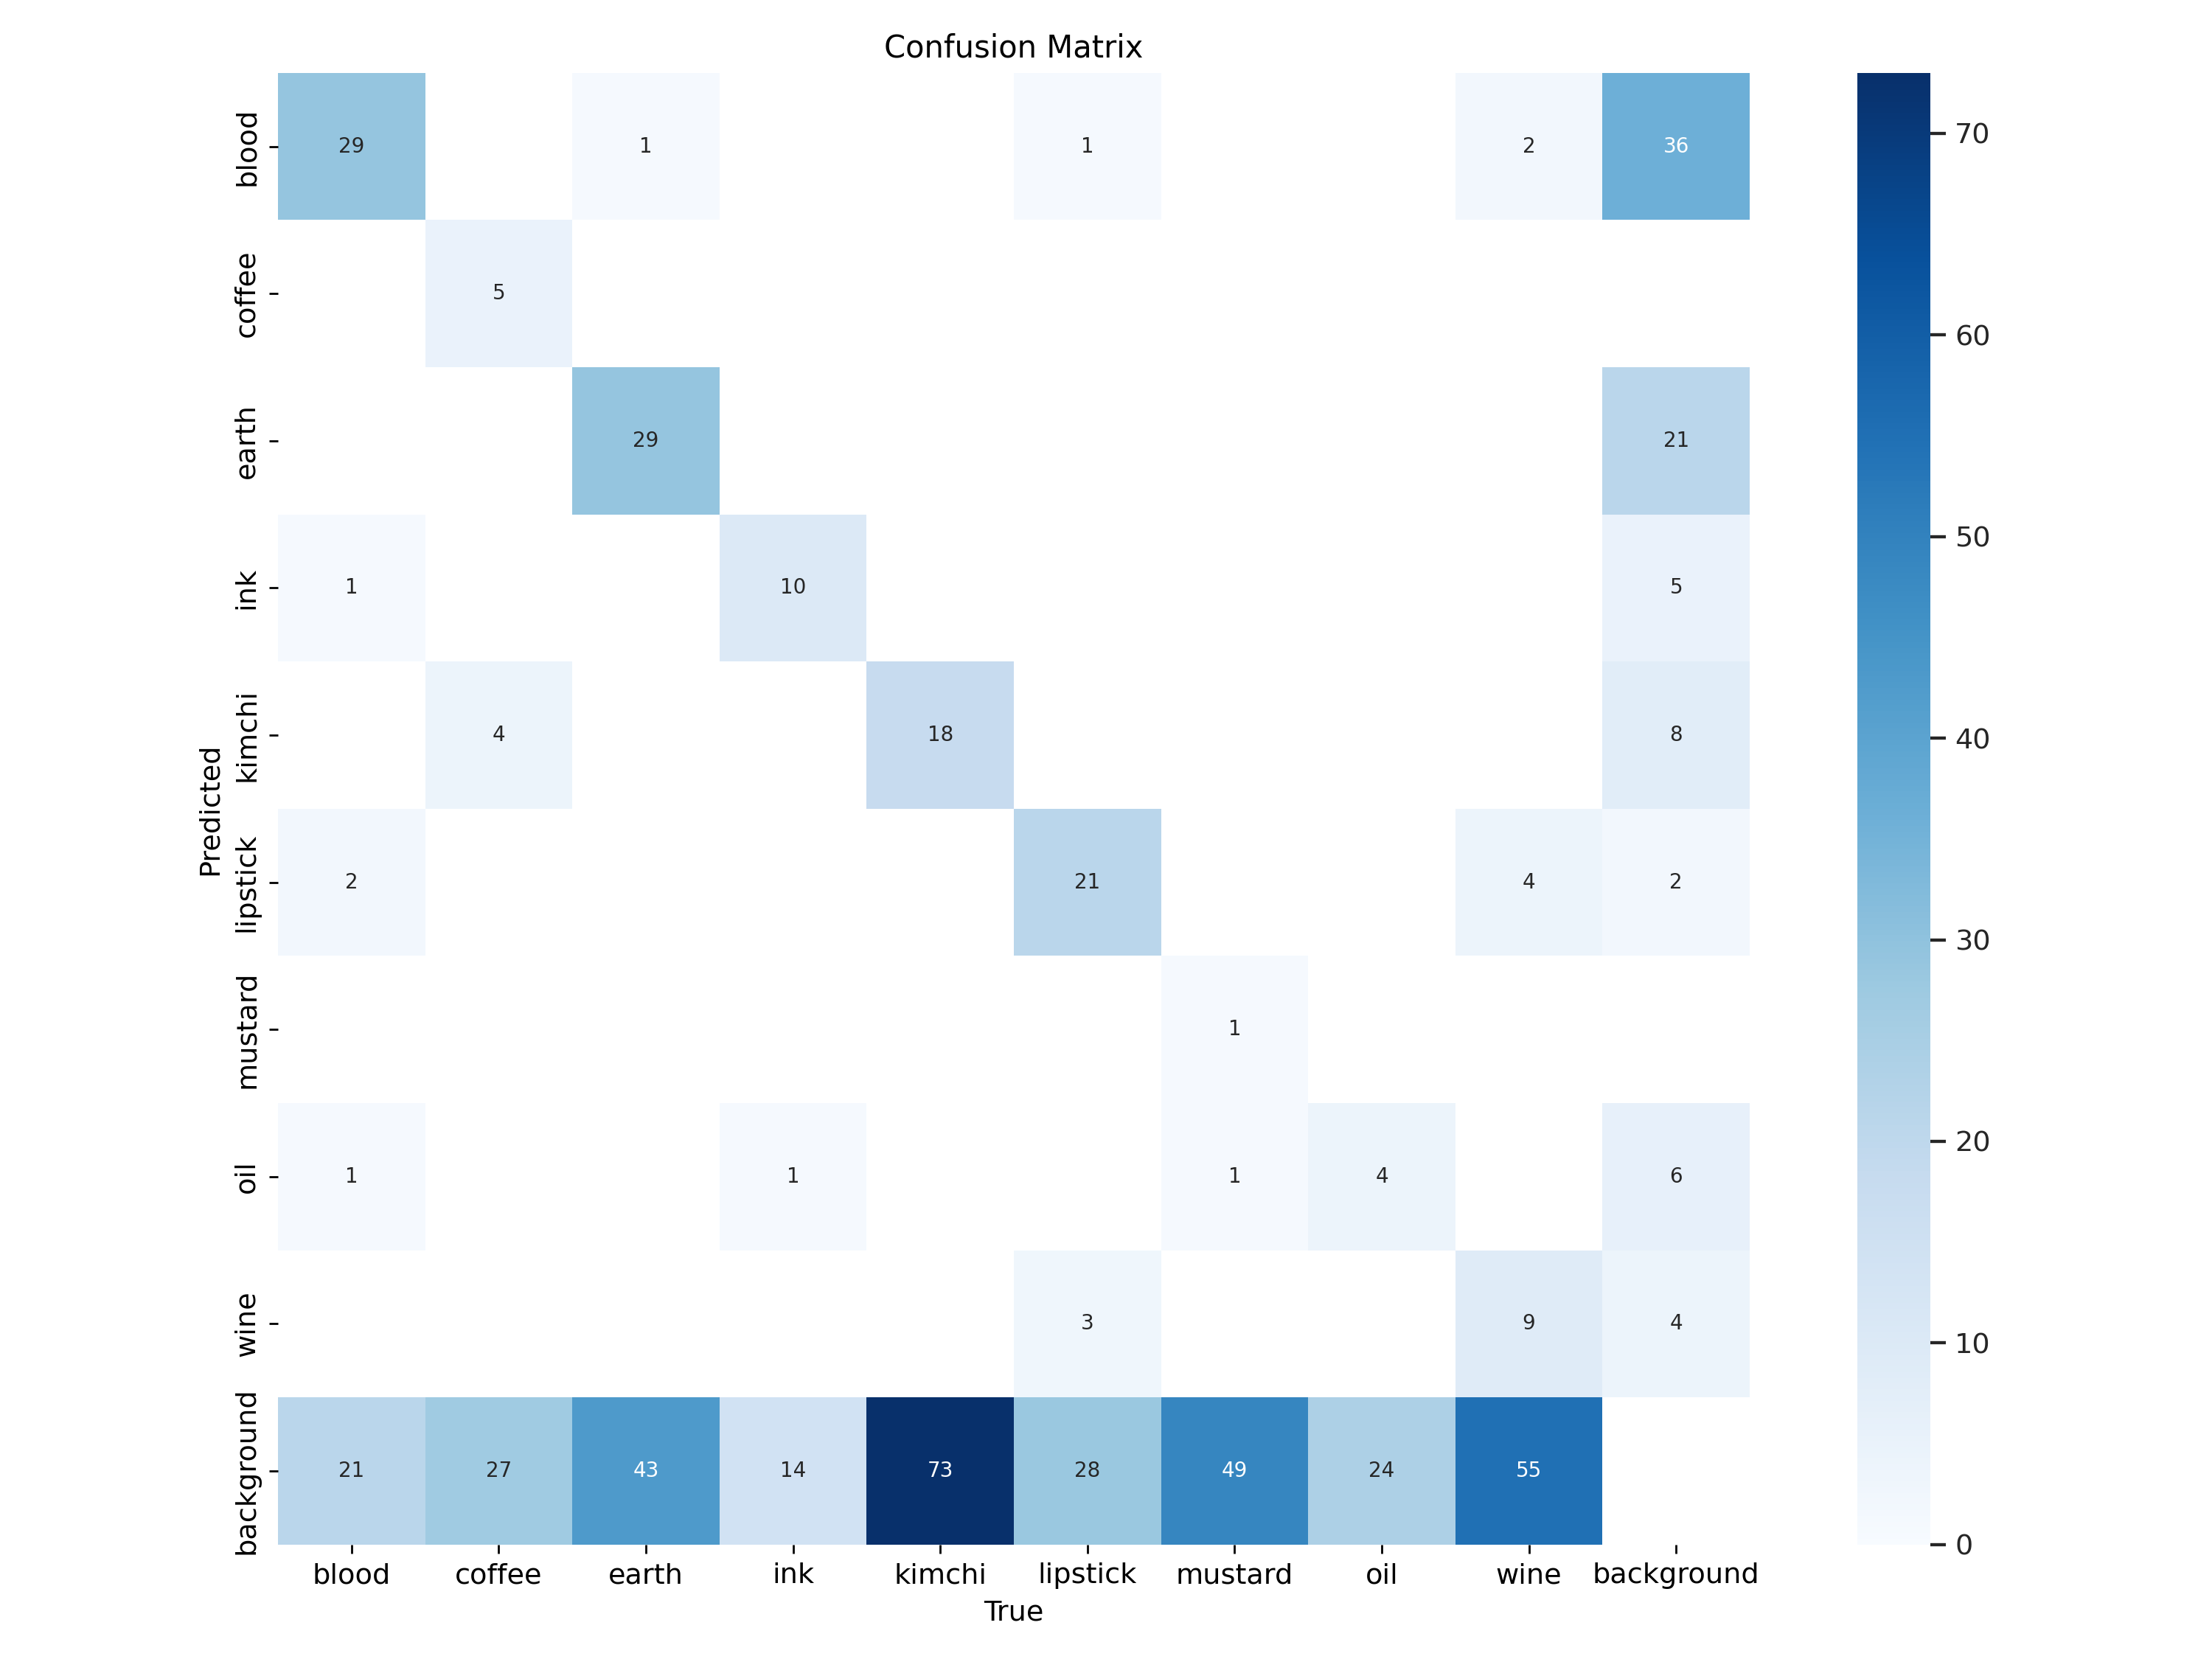 Confusion Matrix
blood 29 1 1 2 36
coffee 5
earth 29 21
ink 1 10 5
kimchi 4 18 8
lipstick 2 21 4 2
mustard 1
oil 1 1 1 4 6
wine 3 9 4
background 21 27 43 14 73 28 49 24 55
blood coffee earth ink kimchi lipstick mustard oil wine background
True
Predicted
70
60
50
40
30
20
10
0